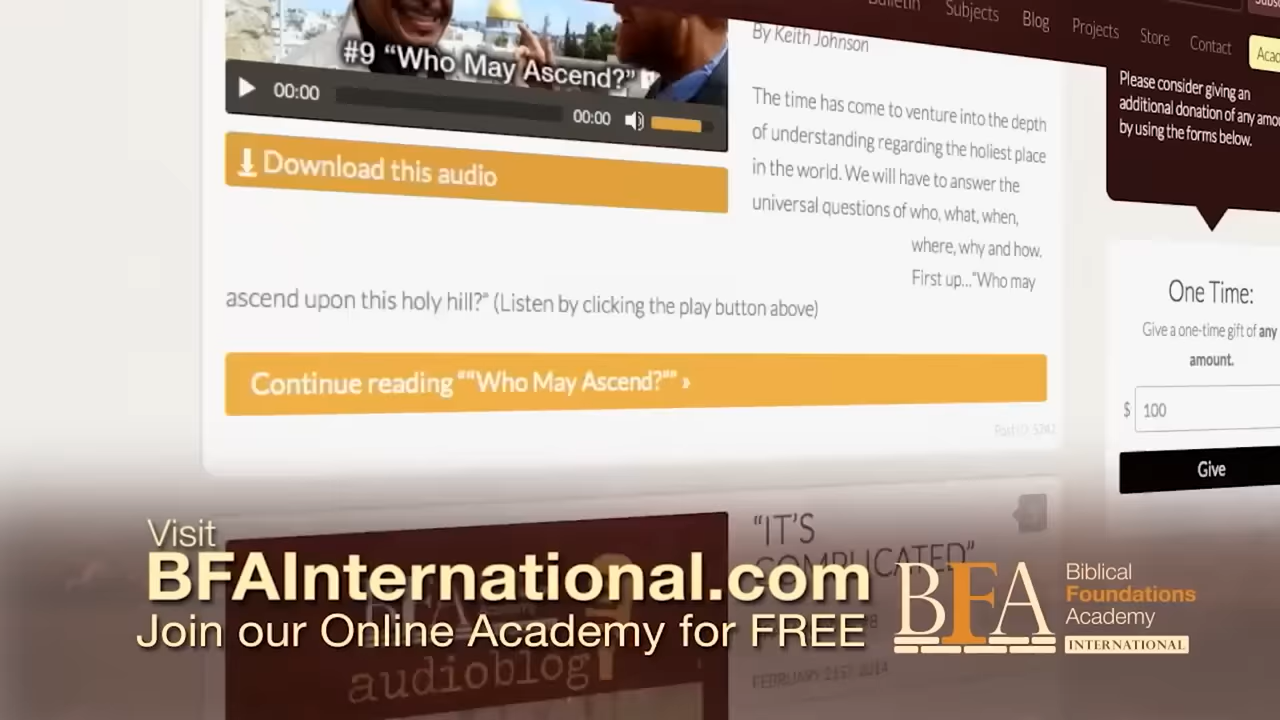 Bulletin
Subjects
Blog
Projects
Store
Contact
By Keith Johnson
#9 “Who May Ascend?”
00:00
00:00
Download this audio
The time has come to venture into the depth
of understanding regarding the holiest place
in the world. We will have to answer the
universal questions of who, what, when,
where, why and how.
First up...“Who may
ascend upon this holy hill?” (Listen by clicking the play button above)
Continue reading ““Who May Ascend?”” »
Please consider giving an
additional donation of any
by using the forms below.
One Time:
Give a one-time gift of any
amount.
$ 100
Give
“IT’S
COMPLICATED”
FEBRUARY 21ST 2014
BFA
audioblog
Visit
BFAInternational.com
Join our Online Academy for FREE
BFA
Biblical
Foundations
Academy
INTERNATIONAL